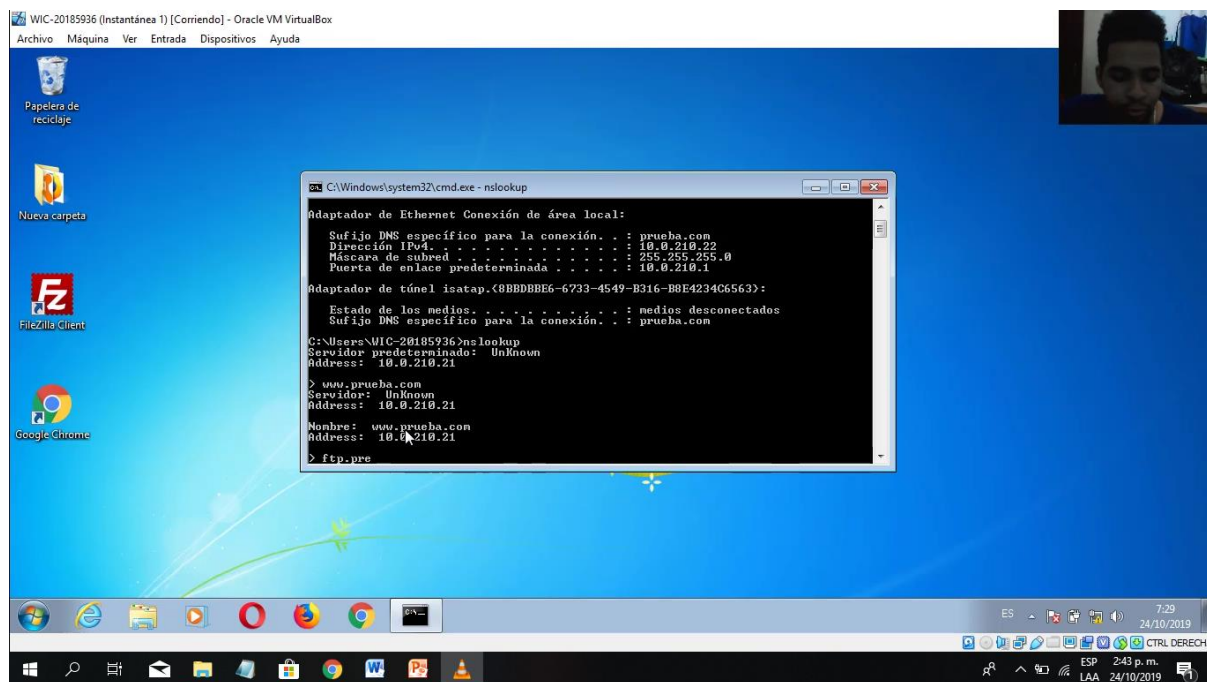 WIC-20185936 (Instantánea 1) [Corriendo] - Oracle VM VirtualBox
Archivo Máquina Ver Entrada Dispositivos Ayuda
Papelera de
reciclaje
Nueva carpeta
FileZilla Client
Google Chrome
C:\Windows\system32\cmd.exe - nslookup
Adaptador de Ethernet Conexión de área local:
Sufijo DNS específico para la conexión. . : prueba.com
Dirección IPv4. . . . . . . . . . . . . . : 10.0.210.22
Máscara de subred . . . . . . . . . . . . : 255.255.255.0
Puerta de enlace predeterminada . . . . . : 10.0.210.1
Adaptador de túnel isatap.{8BBDBBE6-6733-4549-B316-B8E4234C6563}:
Estado de los medios. . . . . . . . . . . : medios desconectados
Sufijo DNS específico para la conexión. . : prueba.com
C:\Users\WIC-20185936>nslookup
Servidor predeterminado: UnKnown
Address: 10.0.210.21
> www.prueba.com
Servidor: UnKnown
Address: 10.0.210.21
Nombre: www.prueba.com
Address: 10.0.210.21
> ftp.pre
ES
7:29
24/10/2019
CTRL DERECH
ESP
LAA
2:43 p. m.
24/10/2019